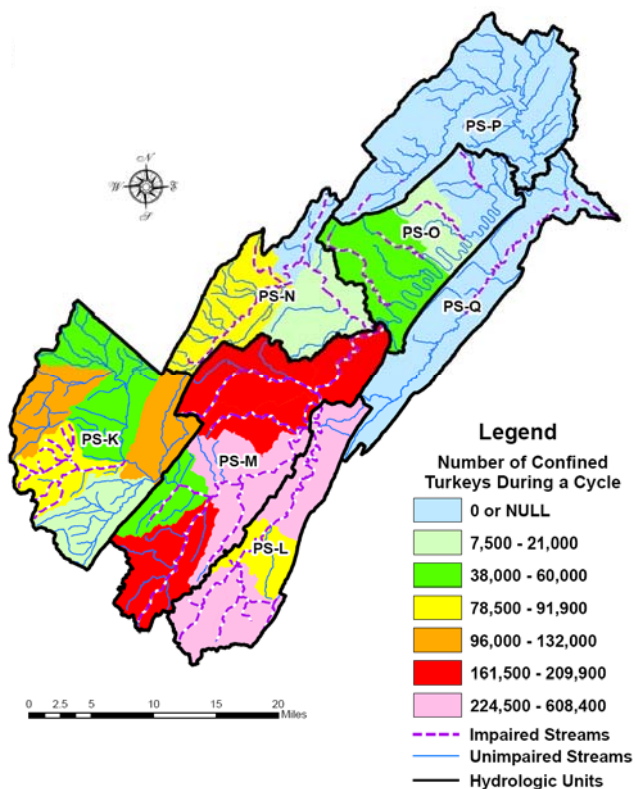 PS-P
N
W E
S
PS-O
PS-N
PS-Q
PS-K
PS-M
PS-L
Legend
Number of Confined
Turkeys During a Cycle
0 or NULL
7,500 - 21,000
38,000 - 60,000
78,500 - 91,900
96,000 - 132,000
161,500 - 209,900
224,500 - 608,400
Impaired Streams
Unimpaired Streams
Hydrologic Units
0 2.5 5 10 15 20
Miles